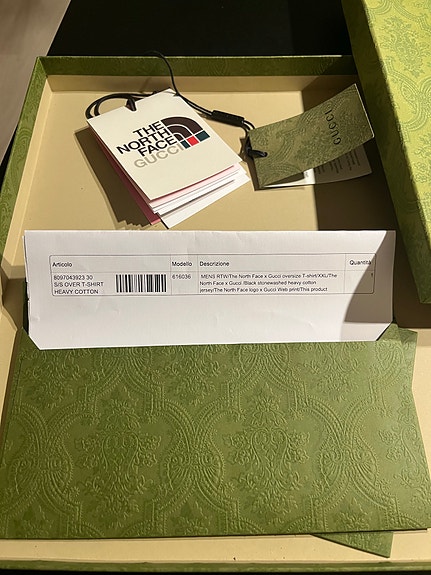 THE
NORTH
FACE
GUCCI
GUCCI
Articolo Modello Descrizione Quantità
8097043923 30 616036 MENS RTW/The North Face x Gucci oversize T-shirt/XXL/The
S/S OVER T-SHIRT North Face x Gucci /Black stonewashed heavy cotton
HEAVY COTTON jersey/The North Face logo x Gucci Web print/This product